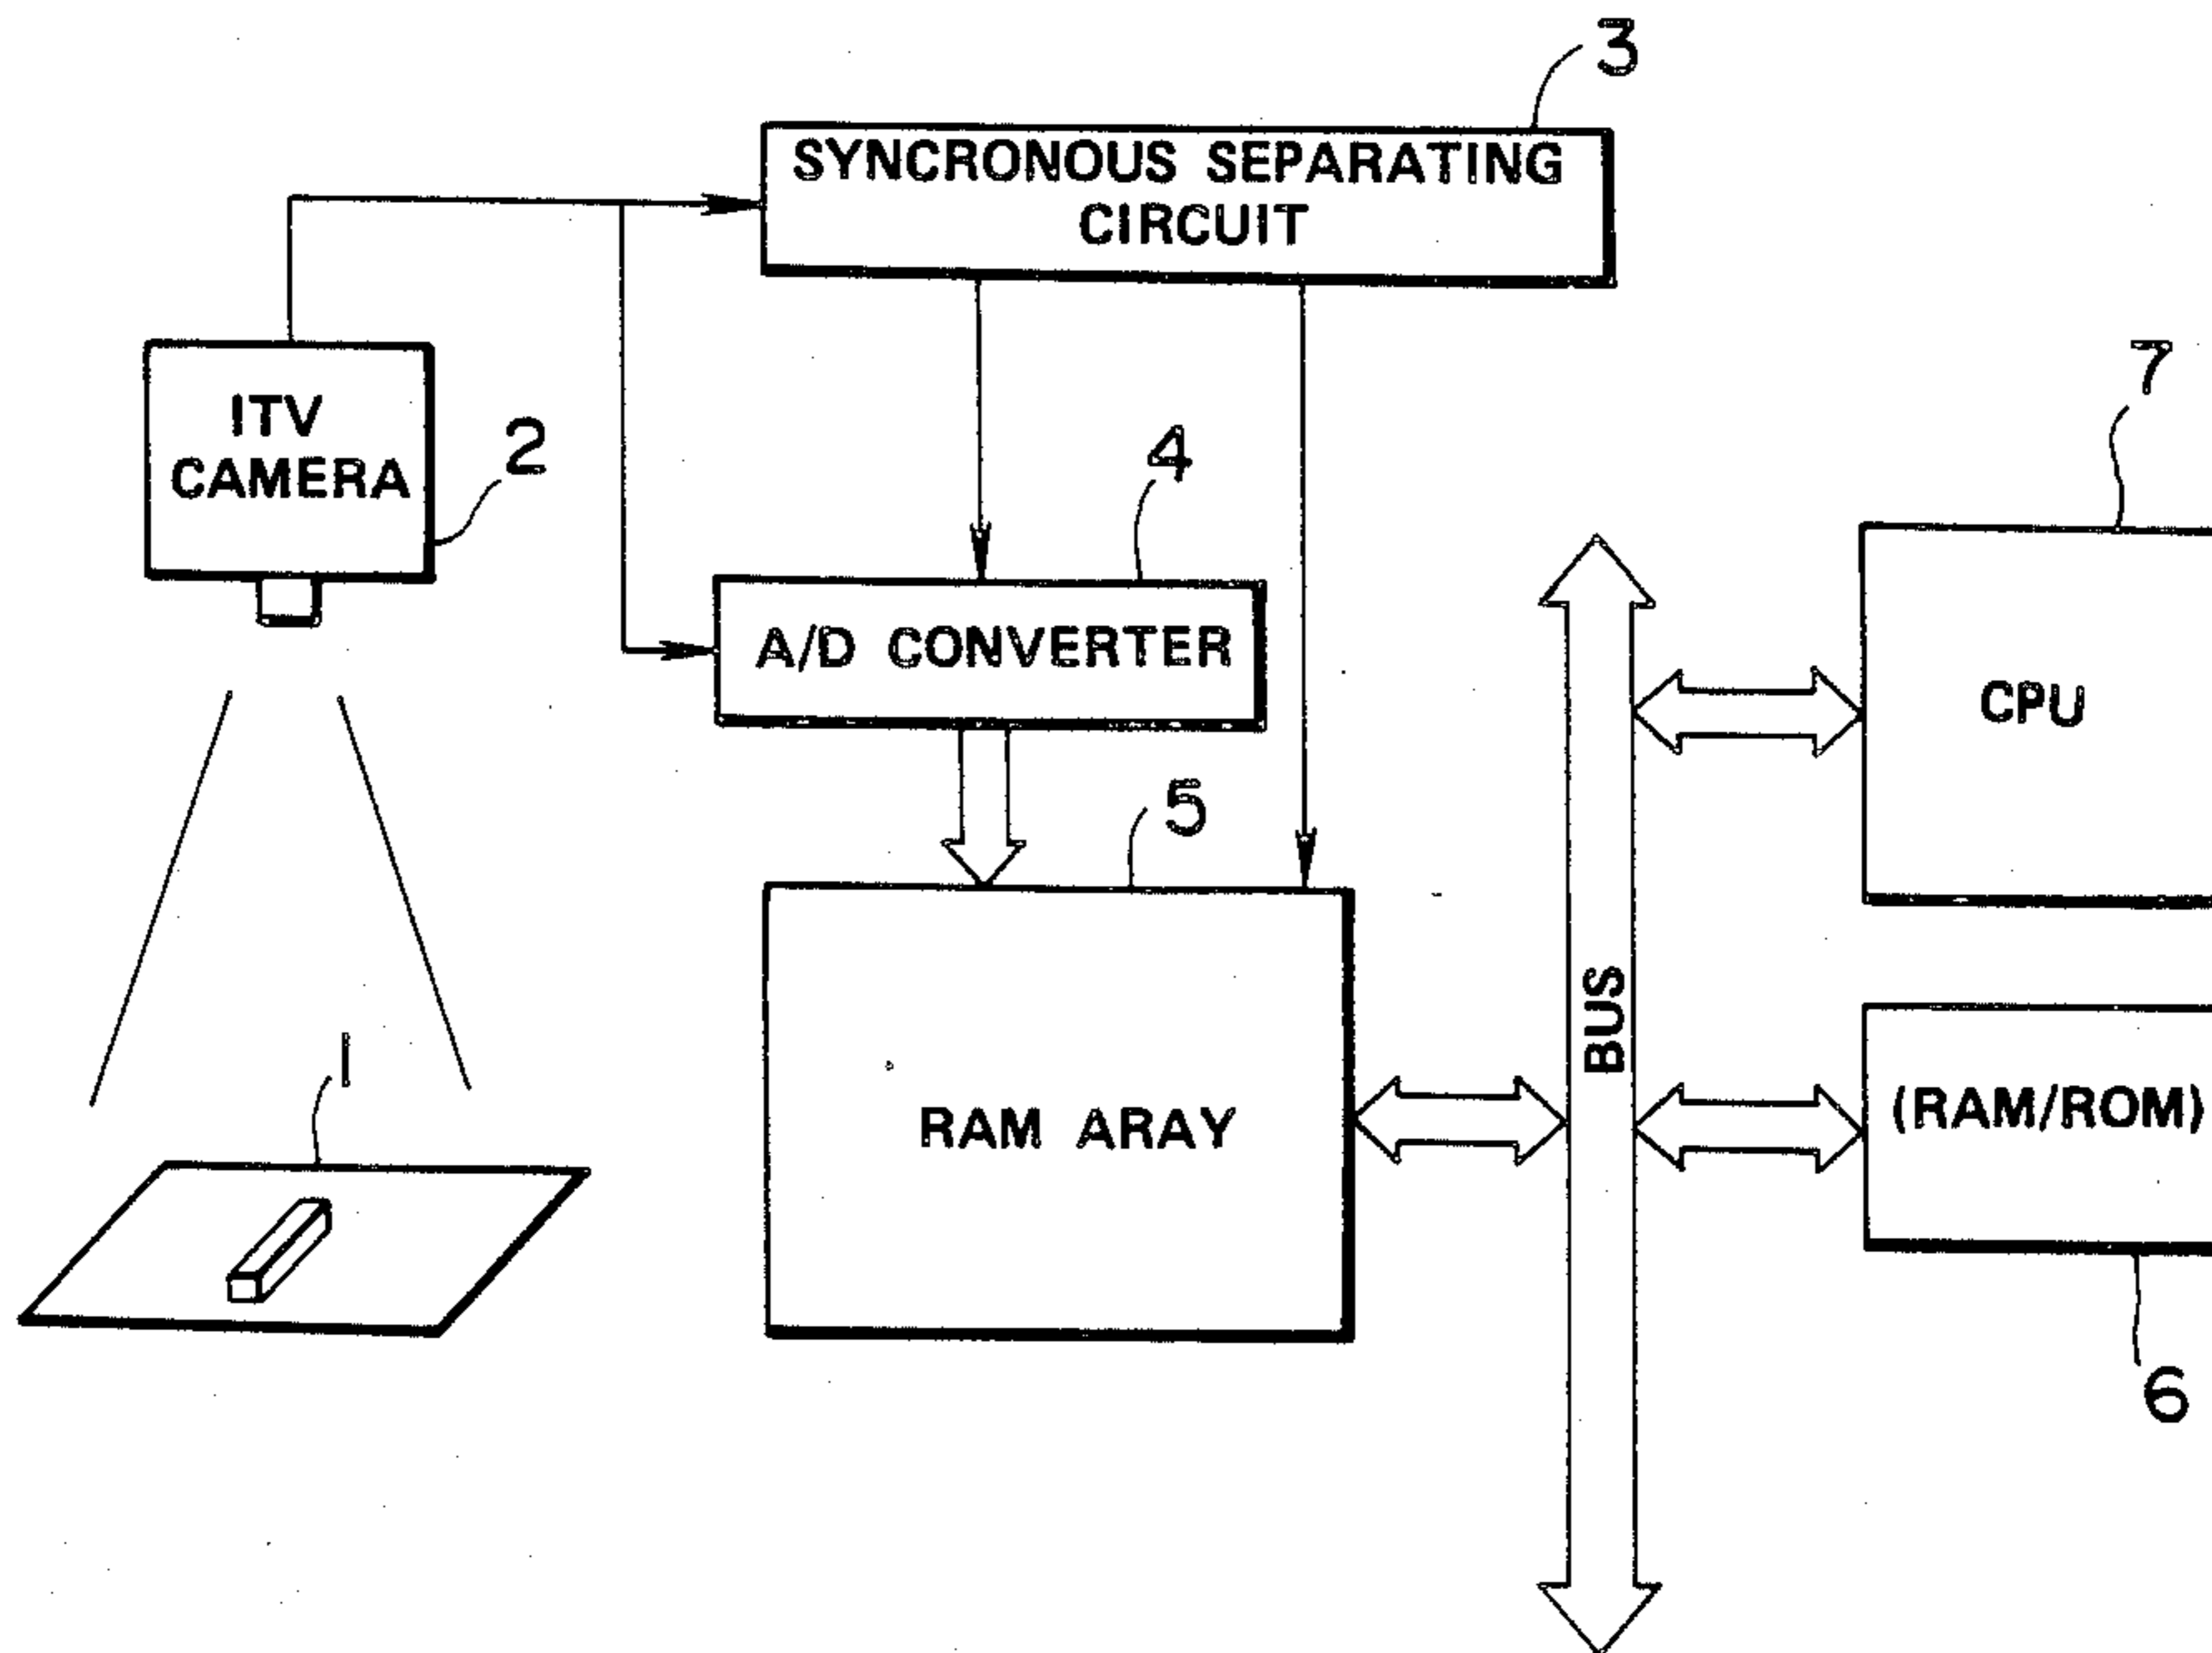 3
SYNCRONOUS SEPARATING
CIRCUIT
ITV
CAMERA
2
7
4
A/D CONVERTER
CPU
5
BUS
1
RAM ARAY
(RAM/ROM)
6